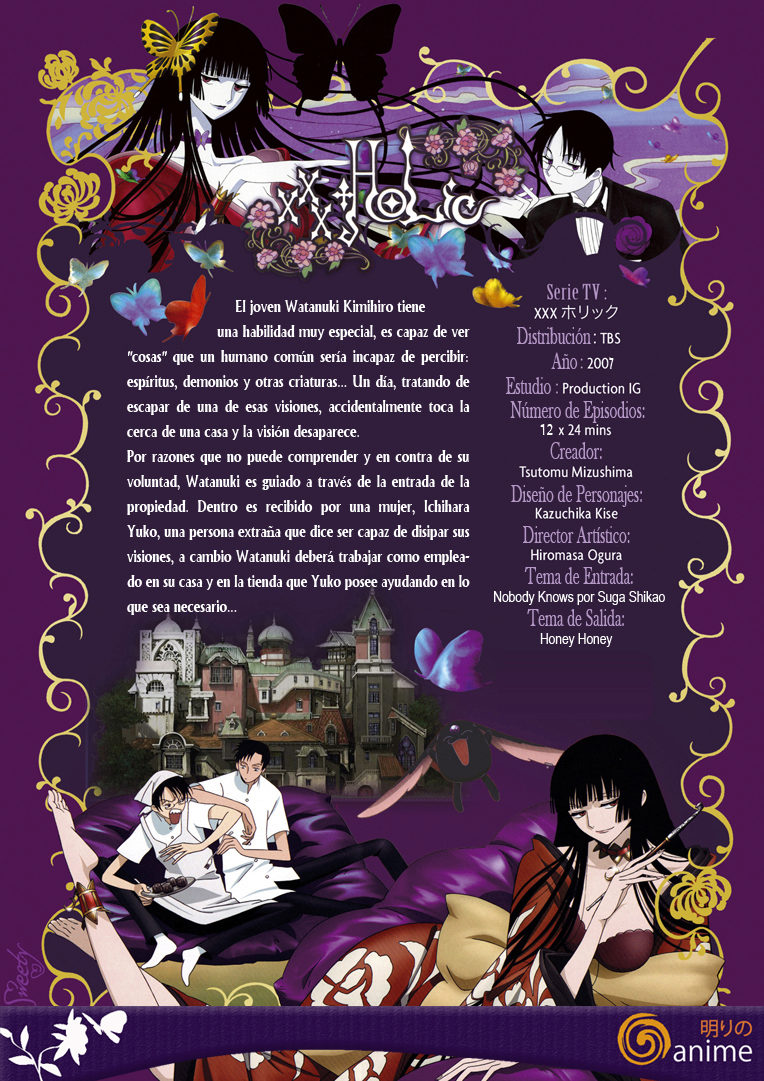 xxxHOLiC
El joven Watanuki Kimihiro tiene
una habilidad muy especial, es capaz de ver
"cosas" que un humano común sería incapaz de percibir:
espíritus, demonios y otras criaturas... Un día, tratando de
escapar de una de esas visiones, accidentalmente toca la
cerca de una casa y la visión desaparece.
Por razones que no puede comprender y en contra de su
voluntad, Watanuki es guiado a través de la entrada de la
propiedad. Dentro es recibido por una mujer, Ichihara
Yuko, una persona extraña que dice ser capaz de disipar sus
visiones, a cambio Watanuki deberá trabajar como emplea-
do en su casa y en la tienda que Yuko posee ayudando en lo
que sea necesario...
Serie TV :
XXX ホリック
Distribución : TBS
Año : 2007
Estudio : Production IG
Número de Episodios:
12 x 24 mins
Creador:
Tsutomu Mizushima
Diseño de Personajes:
Kazuchika Kise
Director Artístico:
Hiromasa Ogura
Tema de Entrada:
Nobody Knows por Suga Shikao
Tema de Salida:
Honey Honey
Sweety
明りの
anime